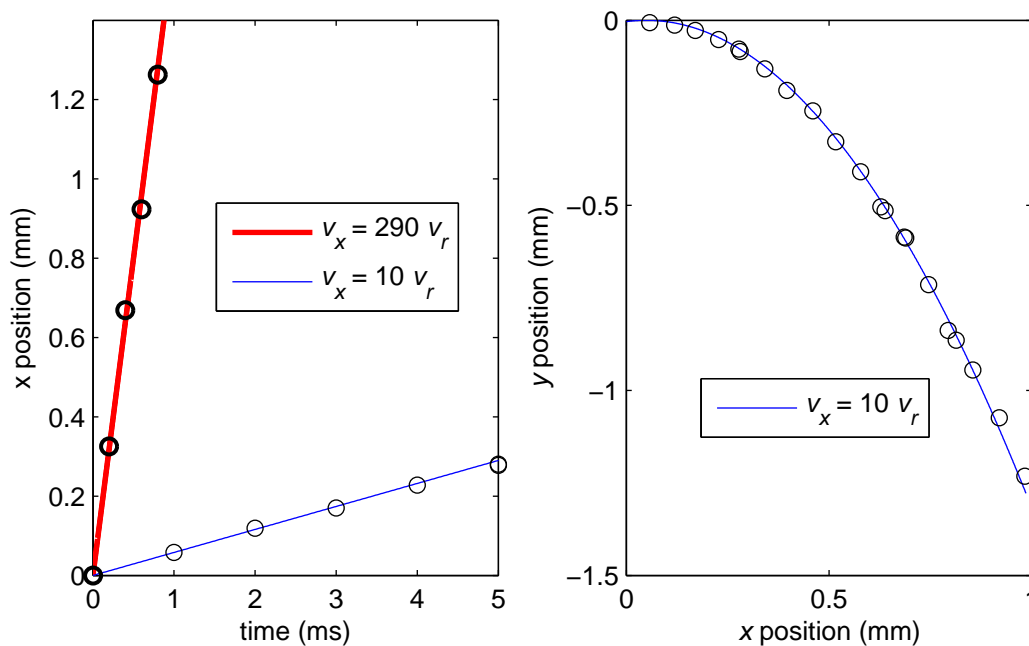 1.2
1
0.8
0.6
0.4
0.2
0
x position (mm)
0 1 2 3 4 5
time (ms)
v_x = 290 v_r
v_x = 10 v_r
0
−0.5
−1
−1.5
y position (mm)
0 0.5 1
x position (mm)
v_x = 10 v_r